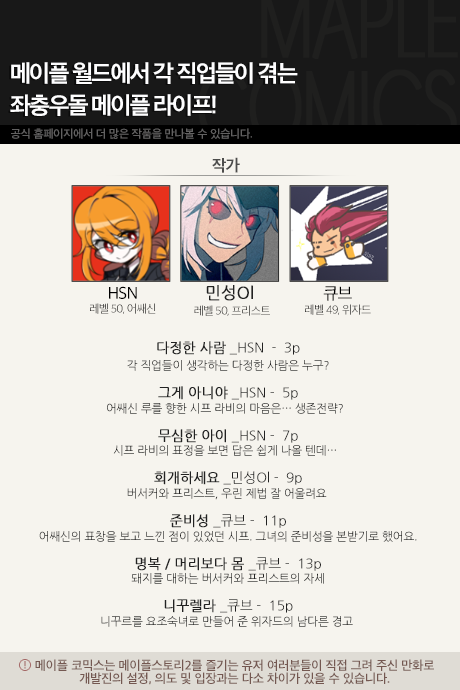 MAPLE
COMICS
메이플 월드에서 각 직업들이 겪는
좌충우돌 메이플 라이프!
공식 홈페이지에서 더 많은 작품을 만나볼 수 있습니다.
작가
HSN
레벨 50, 어쌔신
민성OI
레벨 50, 프리스트
큐브
레벨 49, 위자드
다정한 사람 _HSN - 3p
각 직업들이 생각하는 다정한 사람은 누구?
그게 아니야 _HSN - 5p
어쌔신 루를 향한 시프 라비의 마음은… 생존전략?
무심한 아이 _HSN - 7p
시프 라비의 표정을 보면 답은 쉽게 나올 텐데…
회개하세요 _민성OI - 9p
버서커와 프리스트, 우린 제법 잘 어울려요
준비성 _큐브 - 11p
어쌔신의 표창을 보고 느낀 점이 있었던 시프. 그녀의 준비성을 본받기로 했어요.
명복 / 머리보다 몸 _큐브 - 13p
돼지를 대하는 버서커와 프리스트의 자세
니꾸렐라 _큐브 - 15p
니꾸르를 요조숙녀로 만들어 준 위자드의 남다른 경고
! 메이플 코믹스는 메이플스토리2를 즐기는 유저 여러분들이 직접 그려 주신 만화로
개발진의 설정, 의도 및 입장과는 다소 차이가 있을 수 있습니다.